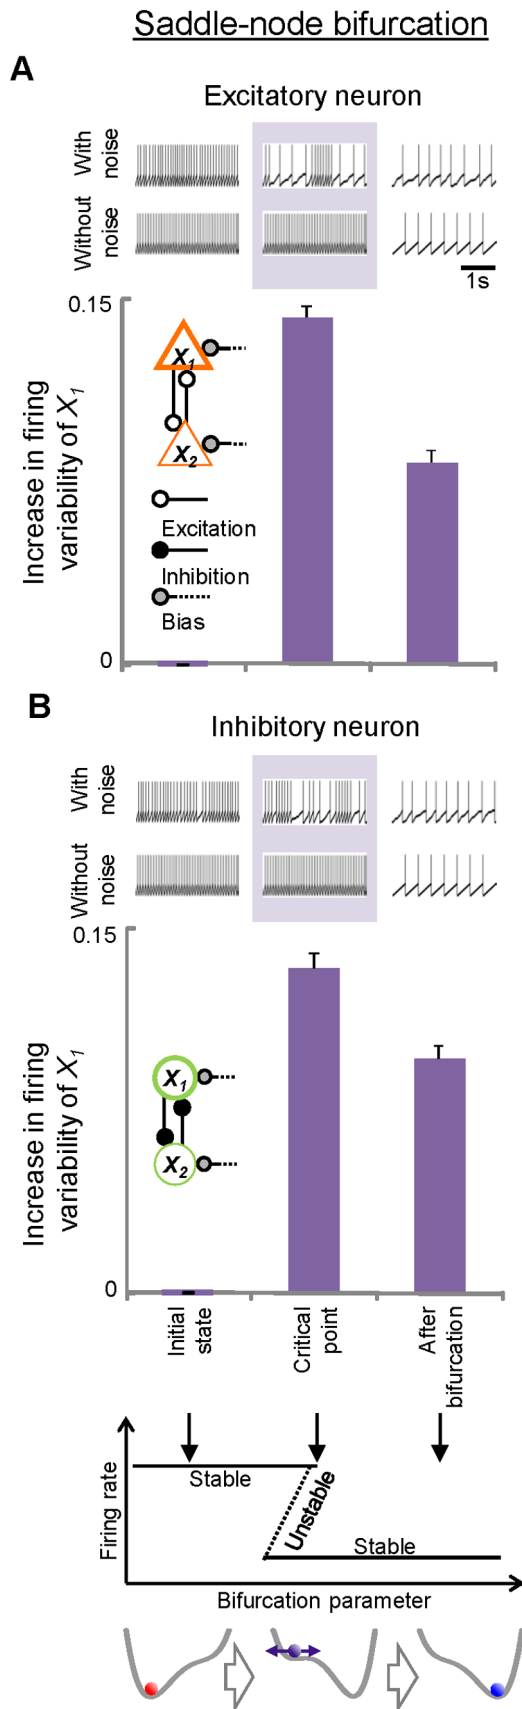 Saddle-node bifurcation
A
Excitatory neuron
With
noise
Without
noise
1s
0.15
Increase in firing
variability of X1
0
X1
X2
Excitation
Inhibition
Bias
B
Inhibitory neuron
With
noise
Without
noise
0.15
Increase in firing
variability of X1
0
X1
X2
Initial
state
Critical
point
After
bifurcation
Firing rate
Stable
Unstable
Stable
Bifurcation parameter